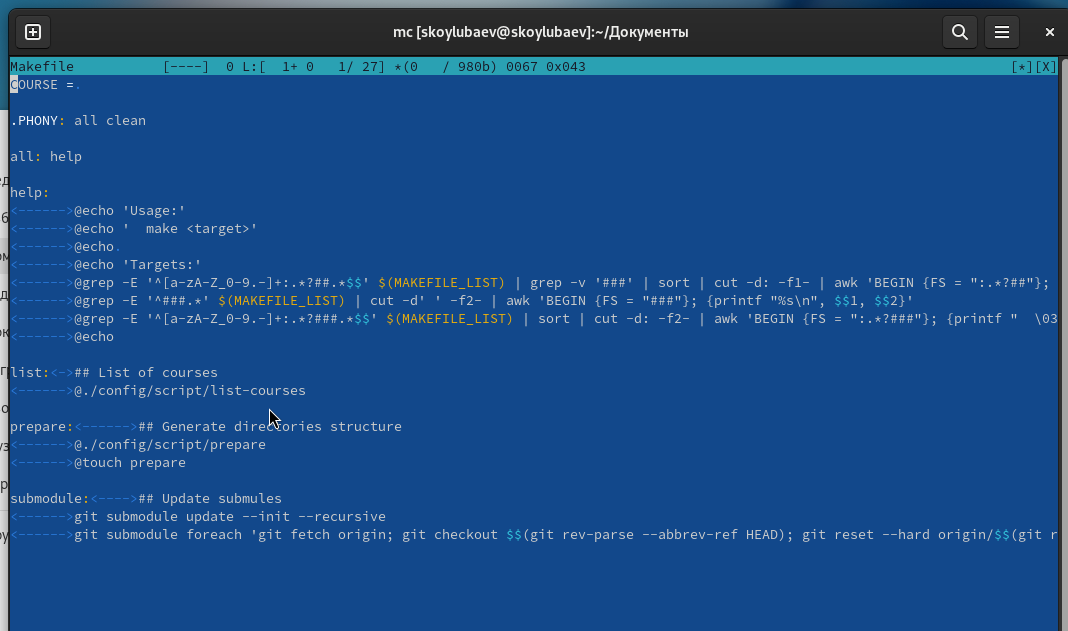 mc [skoylubaev@skoylubaev]:~/Документы
Makefile [----] 0 L:[ 1+ 0 1/ 27] *(0 / 980b) 0067 0x043 [*][X]
COURSE =.
.PHONY: all clean
all: help
help:
<------>@echo 'Usage:'
<------>@echo '  make <target>'
<------>@echo.
<------>@echo 'Targets:'
<------>@grep -E '^[a-zA-Z_0-9.-]+:.*?##.*$$' $(MAKEFILE_LIST) | grep -v '###' | sort | cut -d: -f1- | awk 'BEGIN {FS = ":.*?##"};
<------>@grep -E '^###.*' $(MAKEFILE_LIST) | cut -d' ' -f2- | awk 'BEGIN {FS = "###"}; {printf "%s\n", $$1, $$2}'
<------>@grep -E '^[a-zA-Z_0-9.-]+:.*?###.*$$' $(MAKEFILE_LIST) | sort | cut -d: -f2- | awk 'BEGIN {FS = ":.*?###"}; {printf "  \03
<------>@echo
list:<->## List of courses
<------>@./config/script/list-courses
prepare:<------>## Generate directories structure
<------>@./config/script/prepare
<------>@touch prepare
submodule:<---->## Update submules
<------>git submodule update --init --recursive
<------>git submodule foreach 'git fetch origin; git checkout $$(git rev-parse --abbrev-ref HEAD); git reset --hard origin/$$(git r